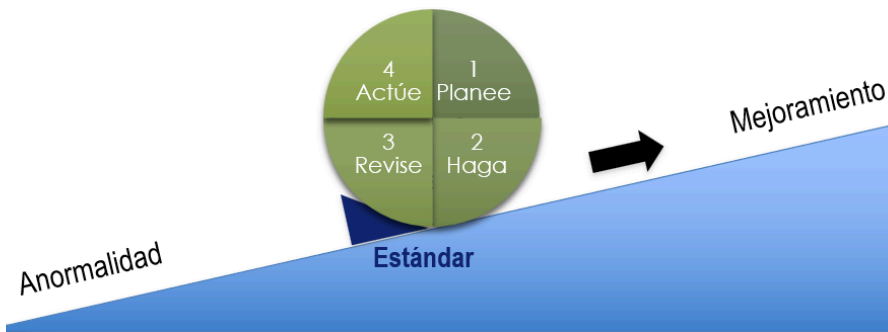 4
Actúe
1
Planee
3
Revise
2
Haga
Mejoramiento
Estándar
Anormalidad